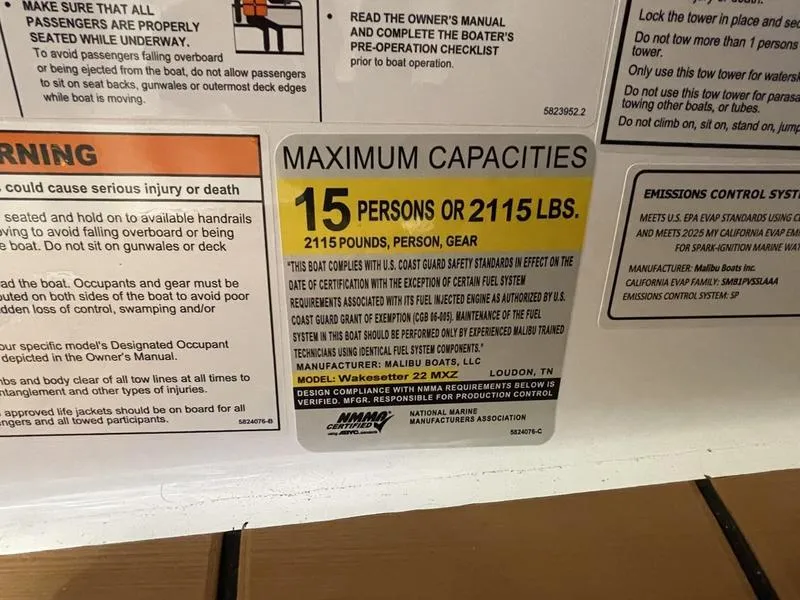 MAKE SURE THAT ALL
PASSENGERS ARE PROPERLY
SEATED WHILE UNDERWAY.
To avoid passengers falling overboard
or being ejected from the boat, do not allow passengers
to sit on seat backs, gunwales or outermost deck edges
while boat is moving.
• READ THE OWNER'S MANUAL
AND COMPLETE THE BOATER'S
PRE-OPERATION CHECKLIST
prior to boat operation.
5823952.2
Lock the tower in place and sec
Do not tow more than 1 persons
tower.
Only use this tow tower for watersk
Do not use this tow tower for parasa
towing other boats, or tubes.
Do not climb on, sit on, stand on, jump
RNING
could cause serious injury or death
seated and hold on to available handrails
oving to avoid falling overboard or being
e boat. Do not sit on gunwales or deck
ad the boat. Occupants and gear must be
buted on both sides of the boat to avoid poor
dden loss of control, swamping and/or
our specific model's Designated Occupant
depicted in the Owner's Manual.
mbs and body clear of all tow lines at all times to
ntanglement and other types of injuries.
approved life jackets should be on board for all
ngers and all towed participants.
5824076-B
MAXIMUM CAPACITIES
15 PERSONS OR 2115 LBS.
2115 POUNDS, PERSON, GEAR
"THIS BOAT COMPLIES WITH U.S. COAST GUARD SAFETY STANDARDS IN EFFECT ON THE
DATE OF CERTIFICATION WITH THE EXCEPTION OF CERTAIN FUEL SYSTEM
REQUIREMENTS ASSOCIATED WITH ITS FUEL INJECTED ENGINE AS AUTHORIZED BY U.S.
COAST GUARD GRANT OF EXEMPTION (CGB 06-005). MAINTENANCE OF THE FUEL
SYSTEM IN THIS BOAT SHOULD BE PERFORMED ONLY BY EXPERIENCED MALIBU TRAINED
TECHNICIANS USING IDENTICAL FUEL SYSTEM COMPONENTS."
MANUFACTURER: MALIBU BOATS, LLC
LOUDON, TN
MODEL: Wakesetter 22 MXZ
DESIGN COMPLIANCE WITH NMMA REQUIREMENTS BELOW IS
VERIFIED. MFGR. RESPONSIBLE FOR PRODUCTION CONTROL
NMMA
CERTIFIED
using ABYC standards
NATIONAL MARINE
MANUFACTURERS ASSOCIATION
5824076-C
EMISSIONS CONTROL SYST
MEETS U.S. EPA EVAP STANDARDS USING C
AND MEETS 2025 MY CALIFORNIA EVAP EMI
FOR SPARK-IGNITION MARINE WAT
MANUFACTURER: Malibu Boats Inc.
CALIFORNIA EVAP FAMILY: SMB1PVSSLAAA
EMISSIONS CONTROL SYSTEM: SP